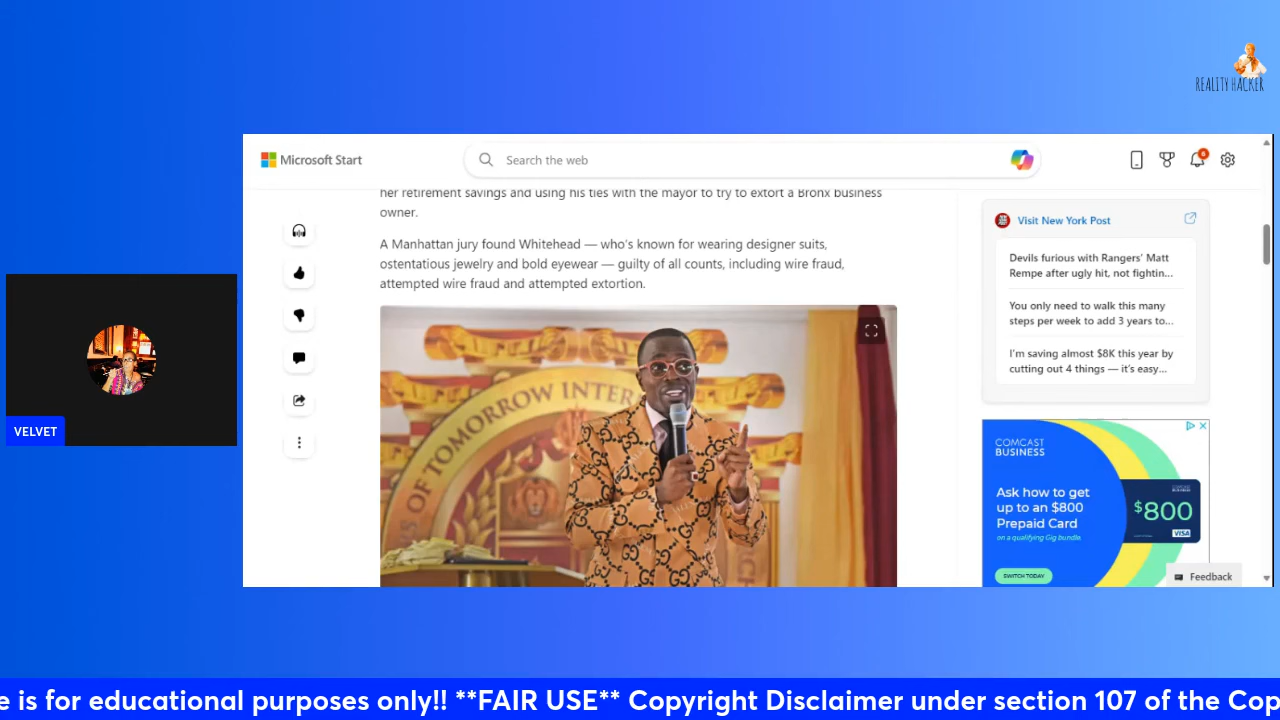 REALITY HACKER
Microsoft Start
Search the web
6
her retirement savings and using his ties with the mayor to try to extort a Bronx business
owner.
A Manhattan jury found Whitehead — who's known for wearing designer suits,
ostentatious jewelry and bold eyewear — guilty of all counts, including wire fraud,
attempted wire fraud and attempted extortion.
S OF TOMORROW INTER
CH
Visit New York Post
Devils furious with Rangers' Matt
Rempe after ugly hit, not fightin...
You only need to walk this many
steps per week to add 3 years to...
I'm saving almost $8K this year by
cutting out 4 things — it's easy...
COMCAST
BUSINESS
Ask how to get
up to an $800
Prepaid Card
on a qualifying Gig bundle.
SWITCH TODAY
COMCAST
BUSINESS
$800
VISA
Feedback
VELVET
e is for educational purposes only!! **FAIR USE** Copyright Disclaimer under section 107 of the Cop